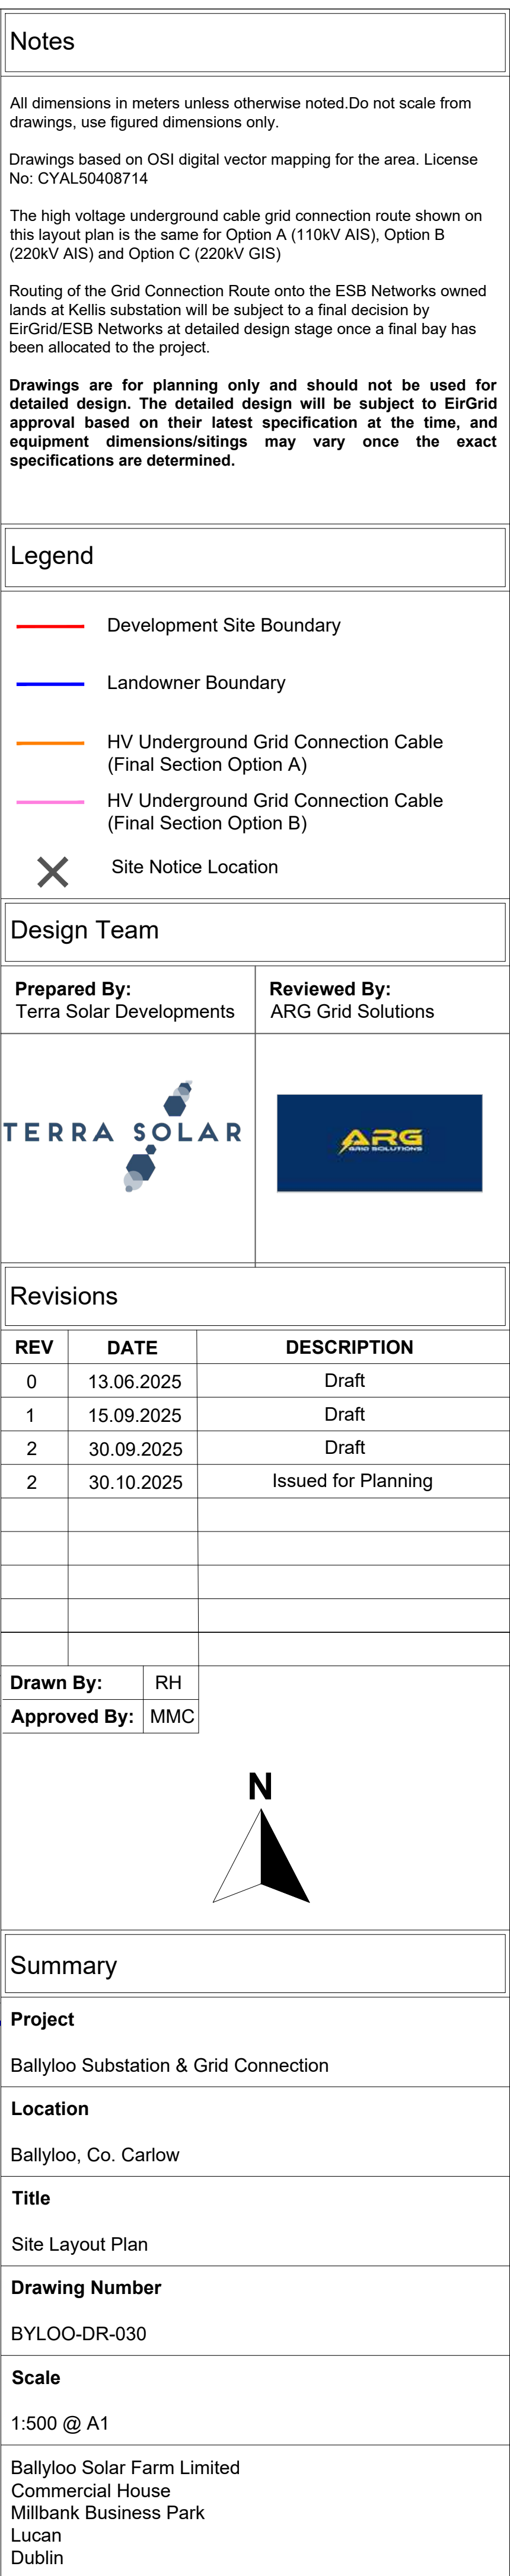 Notes
All dimensions in meters unless otherwise noted.Do not scale from
drawings, use figured dimensions only.
Drawings based on OSI digital vector mapping for the area. License
No: CYAL50408714
The high voltage underground cable grid connection route shown on
this layout plan is the same for Option A (110kV AIS), Option B
(220kV AIS) and Option C (220kV GIS)
Routing of the Grid Connection Route onto the ESB Networks owned
lands at Kellis substation will be subject to a final decision by
EirGrid/ESB Networks at detailed design stage once a final bay has
been allocated to the project.
Drawings are for planning only and should not be used for
detailed design. The detailed design will be subject to EirGrid
approval based on their latest specification at the time, and
equipment dimensions/sitings may vary once the exact
specifications are determined.
Legend
Development Site Boundary
Landowner Boundary
HV Underground Grid Connection Cable
(Final Section Option A)
HV Underground Grid Connection Cable
(Final Section Option B)
Site Notice Location
Design Team
Prepared By:
Terra Solar Developments
Reviewed By:
ARG Grid Solutions
TERRA SOLAR
ARG
GRID SOLUTIONS
Revisions
REV DATE DESCRIPTION
0 13.06.2025 Draft
1 15.09.2025 Draft
2 30.09.2025 Draft
2 30.10.2025 Issued for Planning
Drawn By: RH
Approved By: MMC
N
Summary
Project
Ballyloo Substation & Grid Connection
Location
Ballyloo, Co. Carlow
Title
Site Layout Plan
Drawing Number
BYLOO-DR-030
Scale
1:500 @ A1
Ballyloo Solar Farm Limited
Commercial House
Millbank Business Park
Lucan
Dublin